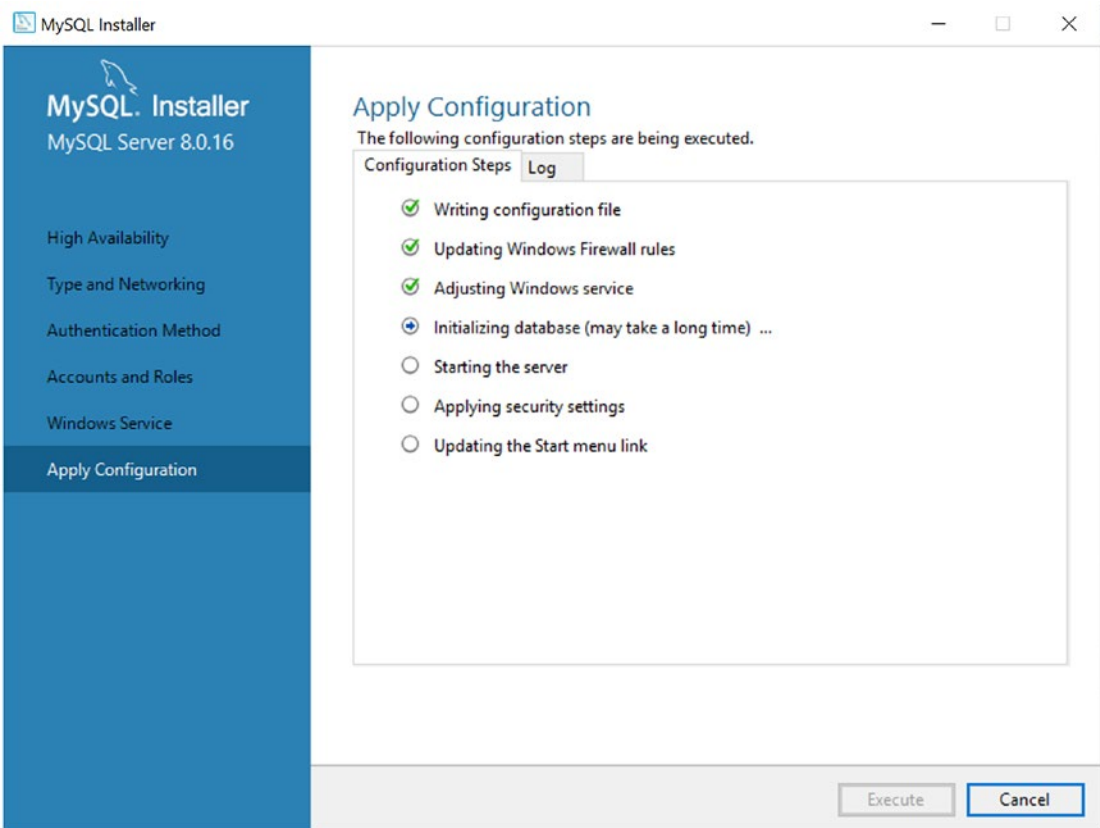 MySQL Installer
MySQL. Installer
MySQL Server 8.0.16
High Availability
Type and Networking
Authentication Method
Accounts and Roles
Windows Service
Apply Configuration
Apply Configuration
The following configuration steps are being executed.
Configuration Steps Log
Writing configuration file
Updating Windows Firewall rules
Adjusting Windows service
Initializing database (may take a long time) ...
Starting the server
Applying security settings
Updating the Start menu link
Execute Cancel